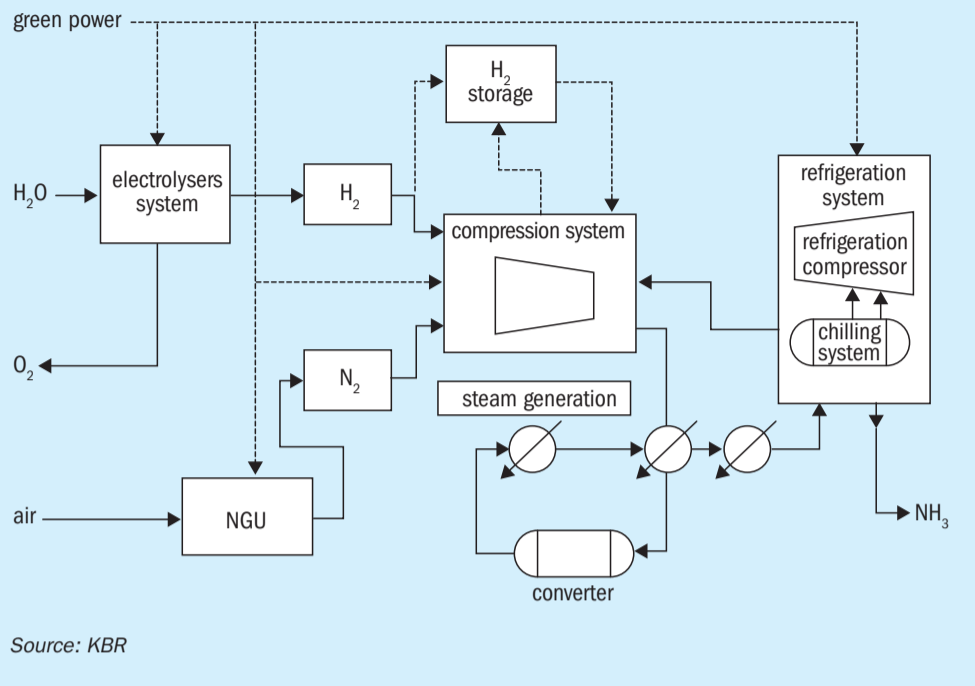 green power
H₂
storage
electrolysers
system
H₂O
H₂
compression system
refrigeration
system
refrigeration
compressor
chilling
system
O₂
N₂
steam generation
air
NGU
NH₃
converter
Source: KBR